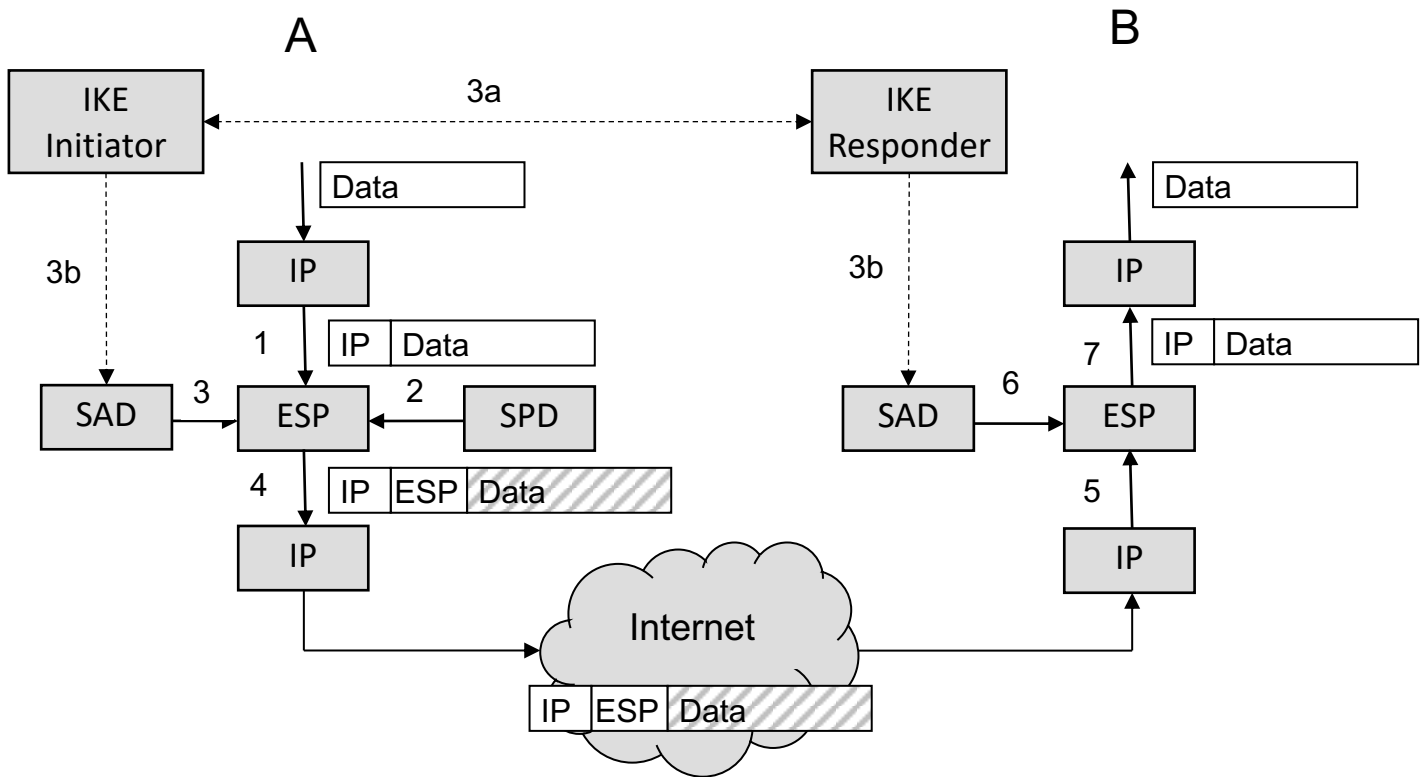 A
B
IKE
Initiator
3a
IKE
Responder
Data
Data
3b
IP
3b
IP
1
IP Data
7
IP Data
SAD
3
ESP
2
SPD
SAD
6
ESP
4
IP ESP Data
5
IP
IP
Internet
IP ESP Data